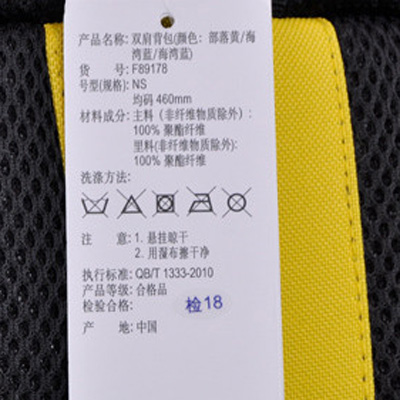 产品名称: 双肩背包(颜色: 部落黄/海
湾蓝/海湾蓝)
货 号: F89178
号型(规格): NS
均码 460mm
材料成分: 主料 (非纤维物质除外):
100% 聚酯纤维
里料(非纤维物质除外):
100% 聚酯纤维
洗涤方法:
注 意: 1. 悬挂晾干
2. 用湿布擦干净
执行标准: QB/T 1333-2010
产品等级: 合格品
检验合格: 检18
产 地: 中国